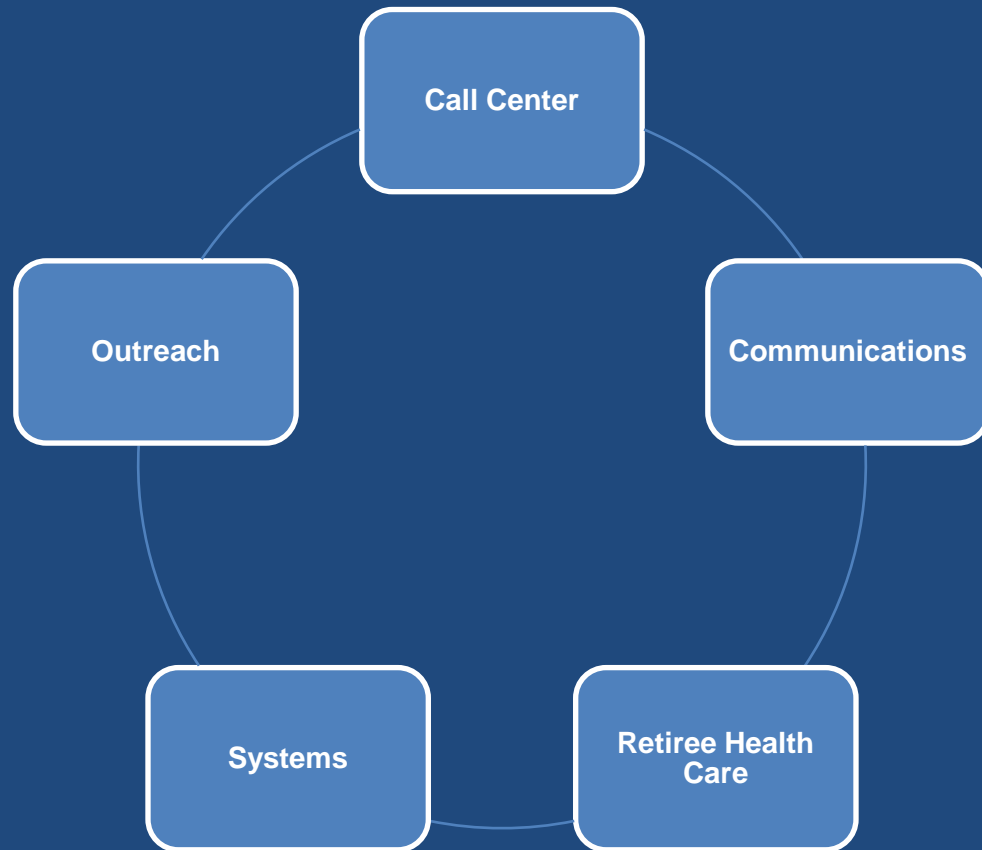 Call Center
Outreach
Communications
Systems
Retiree Health
Care